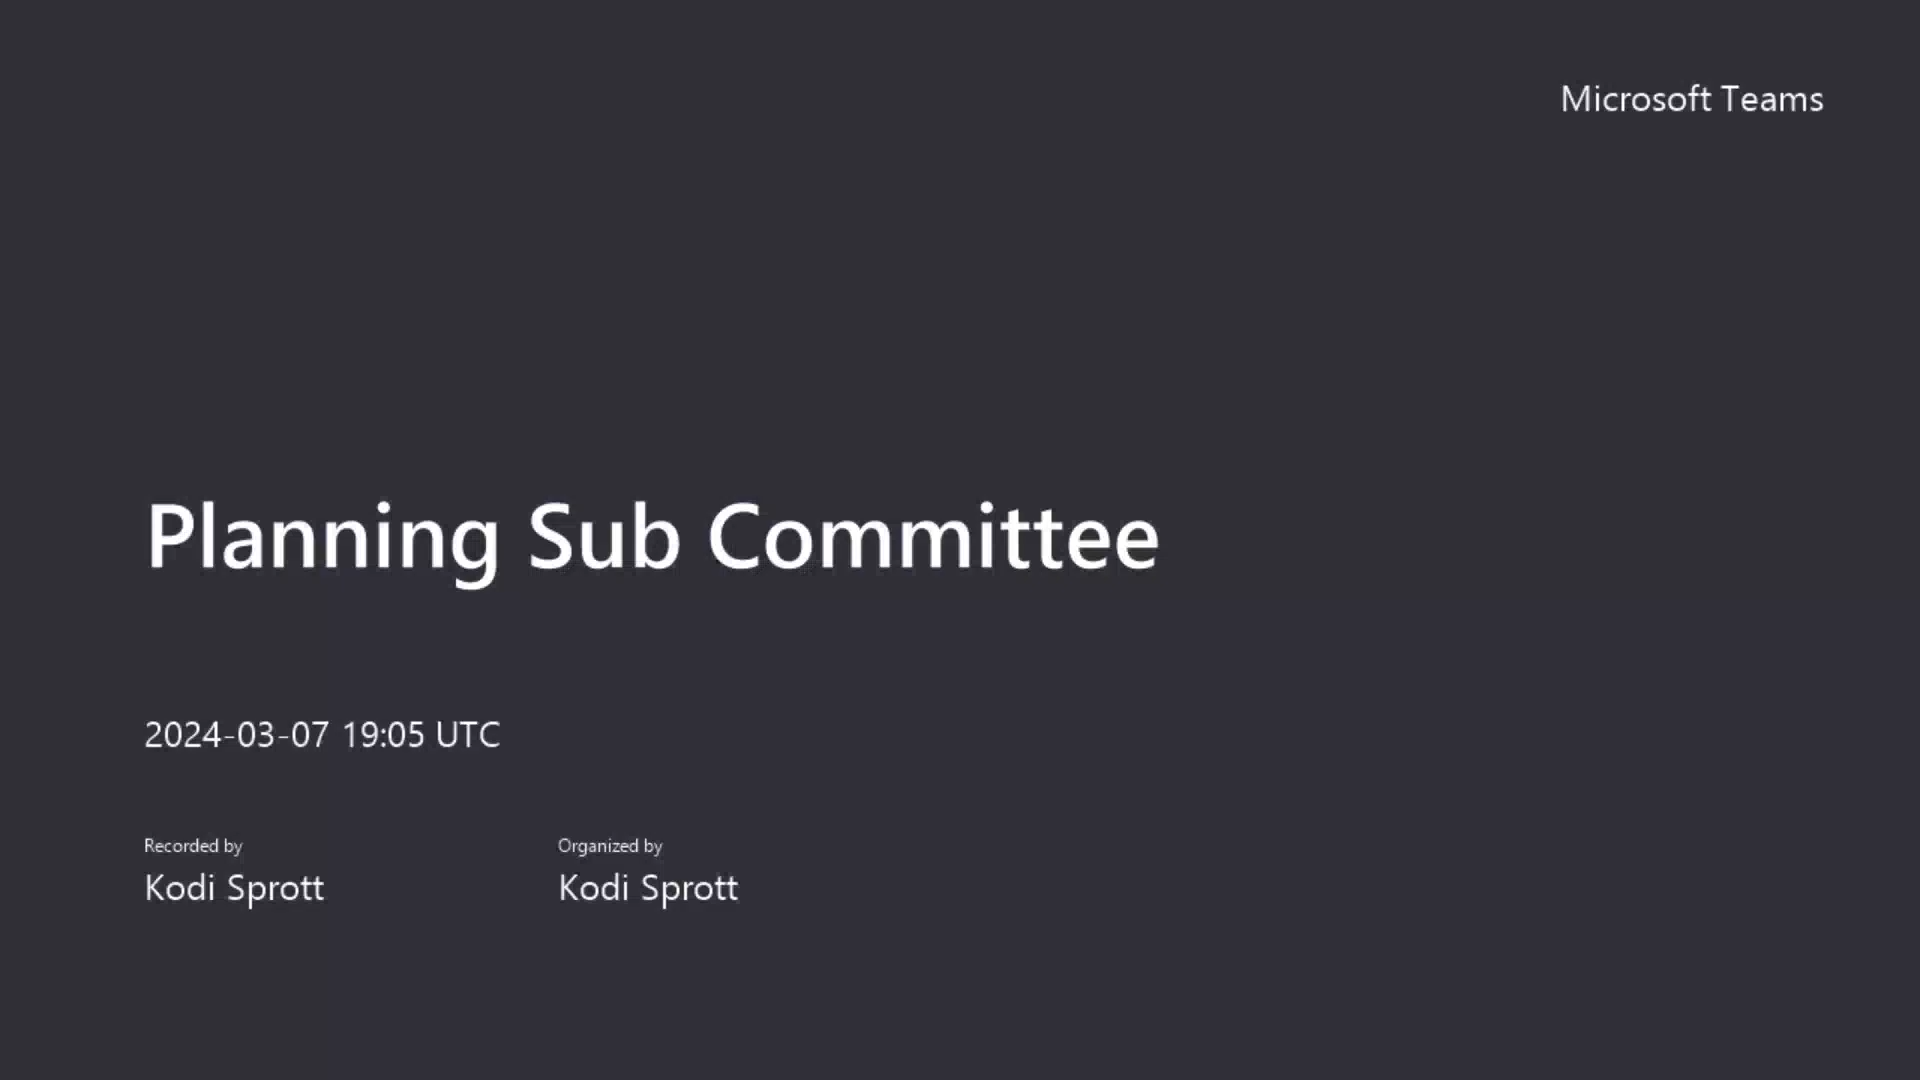 Microsoft Teams
Planning Sub Committee
2024-03-07 19:05 UTC
Recorded by
Kodi Sprott
Organized by
Kodi Sprott